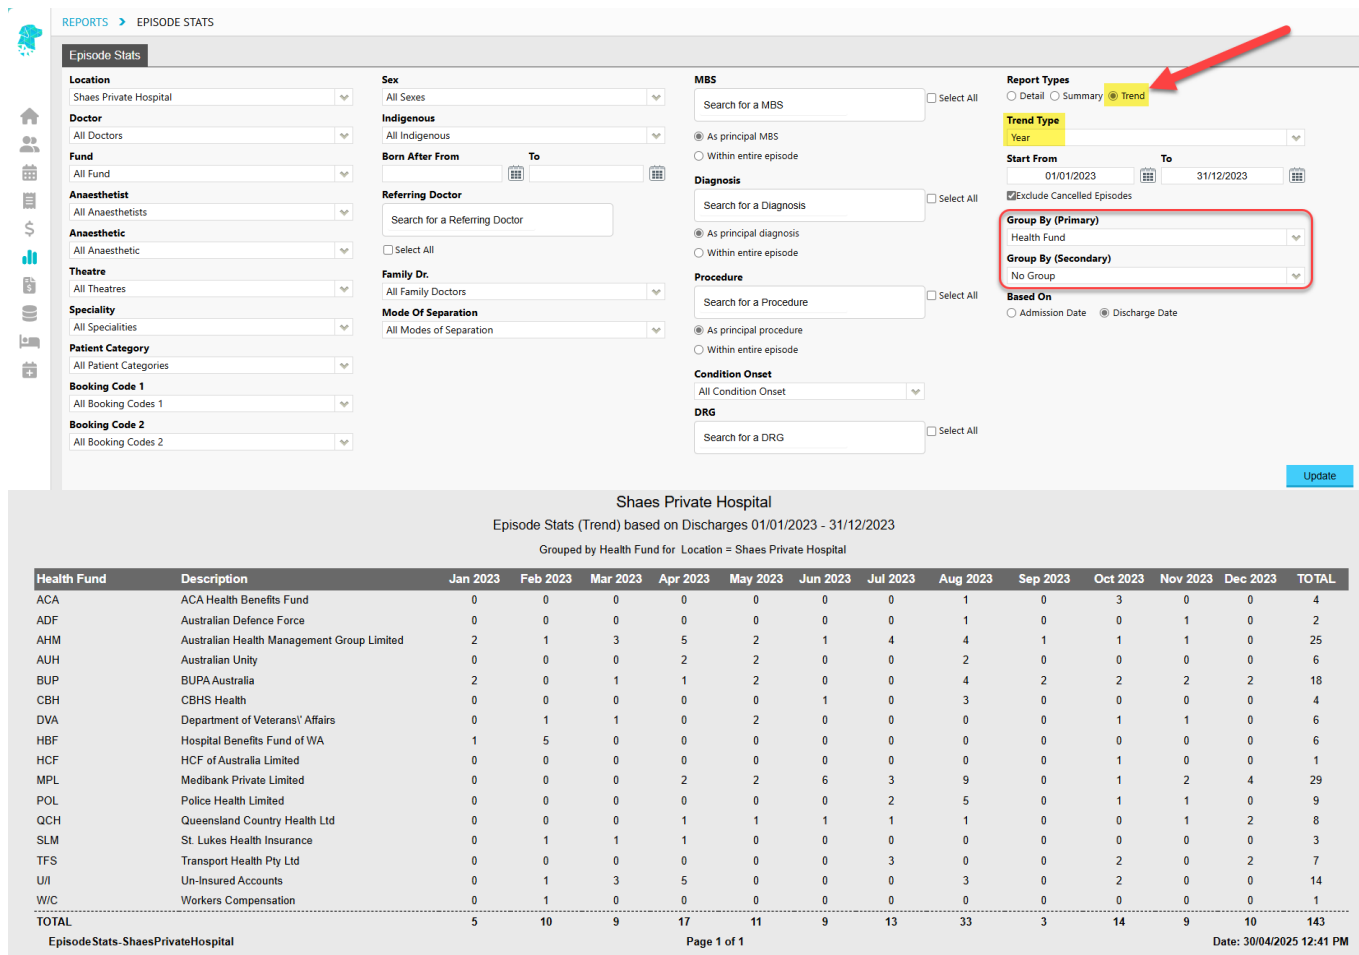 REPORTS > EPISODE STATS
Episode Stats
Location
Shaes Private Hospital
Doctor
All Doctors
Fund
All Fund
Anaesthetist
All Anaesthetists
Anaesthetic
All Anaesthetic
Theatre
All Theatres
Speciality
All Specialities
Patient Category
All Patient Categories
Booking Code 1
All Booking Codes 1
Booking Code 2
All Booking Codes 2
Sex
All Sexes
Indigenous
All Indigenous
Born After From To
Referring Doctor
Search for a Referring Doctor
Select All
Family Dr.
All Family Doctors
Mode Of Separation
All Modes of Separation
MBS
Search for a MBS
Select All
As principal MBS
Within entire episode
Diagnosis
Search for a Diagnosis
Select All
As principal diagnosis
Within entire episode
Procedure
Search for a Procedure
Select All
As principal procedure
Within entire episode
Condition Onset
All Condition Onset
DRG
Search for a DRG
Select All
Report Types
Detail Summary Trend
Trend Type
Year
Start From To
01/01/2023 31/12/2023
Exclude Cancelled Episodes
Group By (Primary)
Health Fund
Group By (Secondary)
No Group
Based On
Admission Date Discharge Date
Update
Shaes Private Hospital
Episode Stats (Trend) based on Discharges 01/01/2023 - 31/12/2023
Grouped by Health Fund for Location = Shaes Private Hospital
Health Fund Description Jan 2023 Feb 2023 Mar 2023 Apr 2023 May 2023 Jun 2023 Jul 2023 Aug 2023 Sep 2023 Oct 2023 Nov 2023 Dec 2023 TOTAL
ACA ACA Health Benefits Fund 0 0 0 0 0 0 0 1 0 3 0 0 4
ADF Australian Defence Force 0 0 0 0 0 0 0 1 0 0 1 0 2
AHM Australian Health Management Group Limited 2 1 3 5 2 1 4 4 1 1 1 0 25
AUH Australian Unity 0 0 0 2 2 0 0 2 0 0 0 0 6
BUP BUPA Australia 2 0 1 1 2 0 0 4 2 2 2 2 18
CBH CBHS Health 0 0 0 0 0 1 0 3 0 0 0 0 4
DVA Department of Veterans\' Affairs 0 1 1 0 2 0 0 0 0 1 1 0 6
HBF Hospital Benefits Fund of WA 1 5 0 0 0 0 0 0 0 0 0 0 6
HCF HCF of Australia Limited 0 0 0 0 0 0 0 0 0 1 0 0 1
MPL Medibank Private Limited 0 0 0 2 2 6 3 9 0 1 2 4 29
POL Police Health Limited 0 0 0 0 0 0 2 5 0 1 1 0 9
QCH Queensland Country Health Ltd 0 0 0 1 1 1 1 1 0 0 1 2 8
SLM St. Lukes Health Insurance 0 1 1 1 0 0 0 0 0 0 0 0 3
TFS Transport Health Pty Ltd 0 0 0 0 0 0 3 0 0 2 0 2 7
U/I Un-Insured Accounts 0 1 3 5 0 0 0 3 0 2 0 0 14
W/C Workers Compensation 0 1 0 0 0 0 0 0 0 0 0 0 1
TOTAL 5 10 9 17 11 9 13 33 3 14 9 10 143
EpisodeStats-ShaesPrivateHospital Page 1 of 1 Date: 30/04/2025 12:41 PM